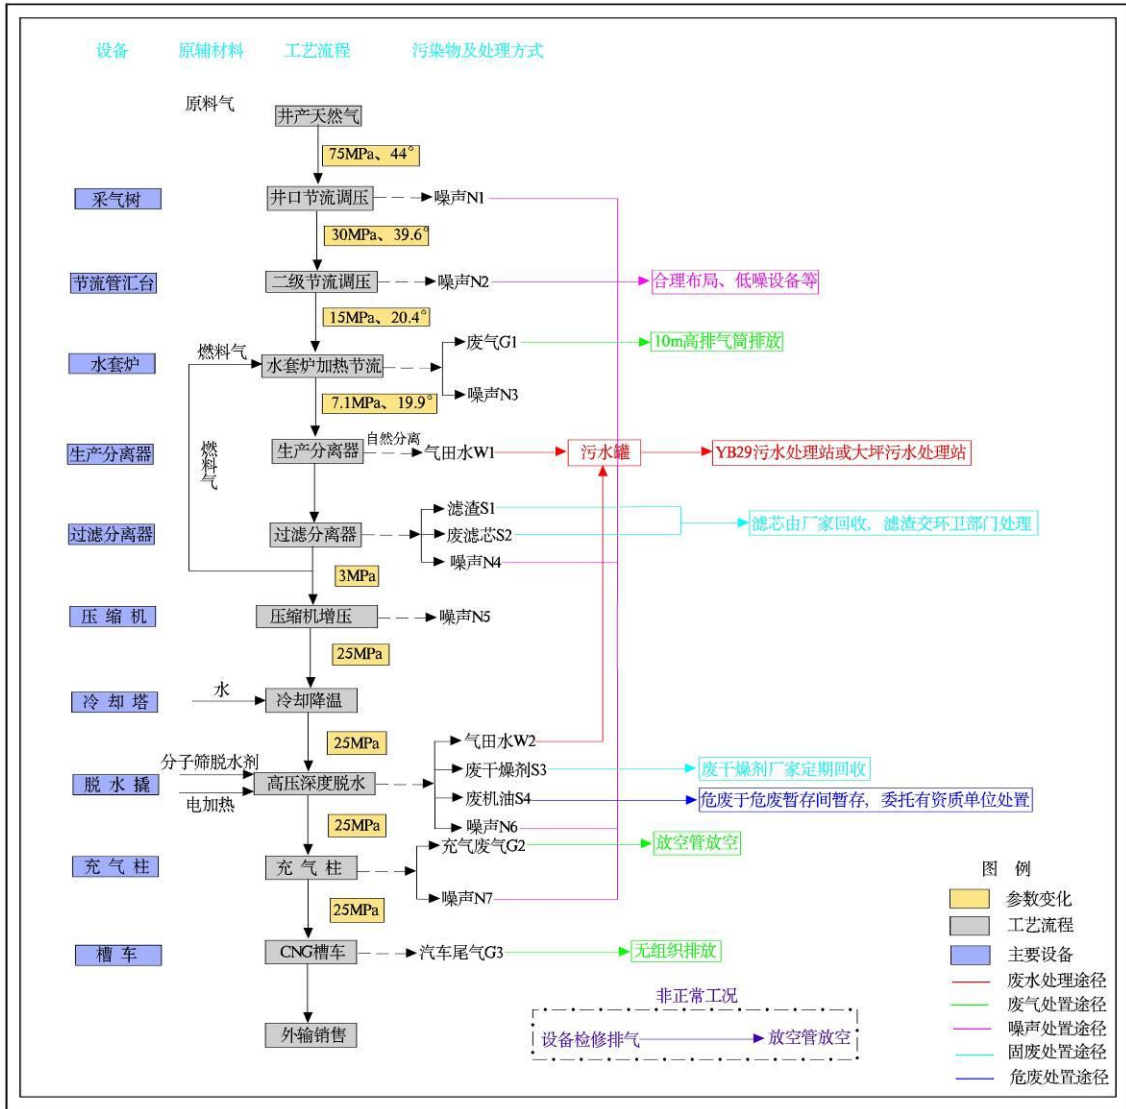 设备 原辅材料 工艺流程 污染物及处理方式
原料气
井产天然气
75MPa、44°
采气树 井口节流调压 噪声N1
30MPa、39.6°
节流管汇台 二级节流调压 噪声N2 合理布局、低噪设备等
15MPa、20.4°
废气G1 10m高排气筒排放
燃料气
水套炉 水套炉加热节流
噪声N3
7.1MPa、19.9°
自然分离
生产分离器 生产分离器 气田水W1 污水罐 YB29污水处理站或大坪污水处理站
燃料气
滤渣S1
滤芯由厂家回收，滤渣交环卫部门处理
过滤分离器 过滤分离器 废滤芯S2
噪声N4
3MPa
压缩机 压缩机增压 噪声N5
25MPa
水
冷却塔 冷却降温
25MPa
气田水W2
分子筛脱水剂
废干燥剂S3 废干燥剂厂家定期回收
脱水撬 高压深度脱水
废机油S4 危废于危废暂存间暂存，委托有资质单位处置
电加热
25MPa
噪声N6
充气废气G2 放空管放空
充气柱 充气柱
噪声N7
25MPa
槽车 CNG槽车 汽车尾气G3 无组织排放
外输销售
非正常工况
设备检修排气 放空管放空
图例
参数变化
工艺流程
主要设备
废水处理途径
废气处置途径
噪声处置途径
固废处置途径
危废处置途径